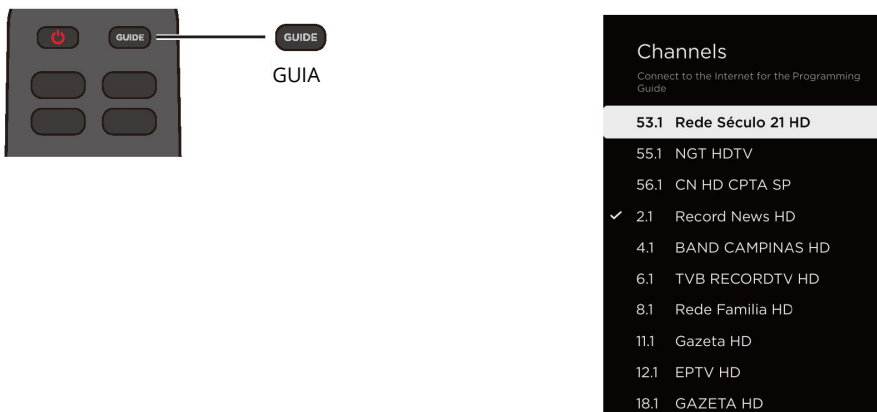 GUIDE
GUIDE
GUIA
Channels
Connect to the Internet for the Programming
Guide
53.1 Rede Século 21 HD
55.1 NGT HDTV
56.1 CN HD CPTA SP
2.1 Record News HD
4.1 BAND CAMPINAS HD
6.1 TVB RECORDTV HD
8.1 Rede Familia HD
11.1 Gazeta HD
12.1 EPTV HD
18.1 GAZETA HD